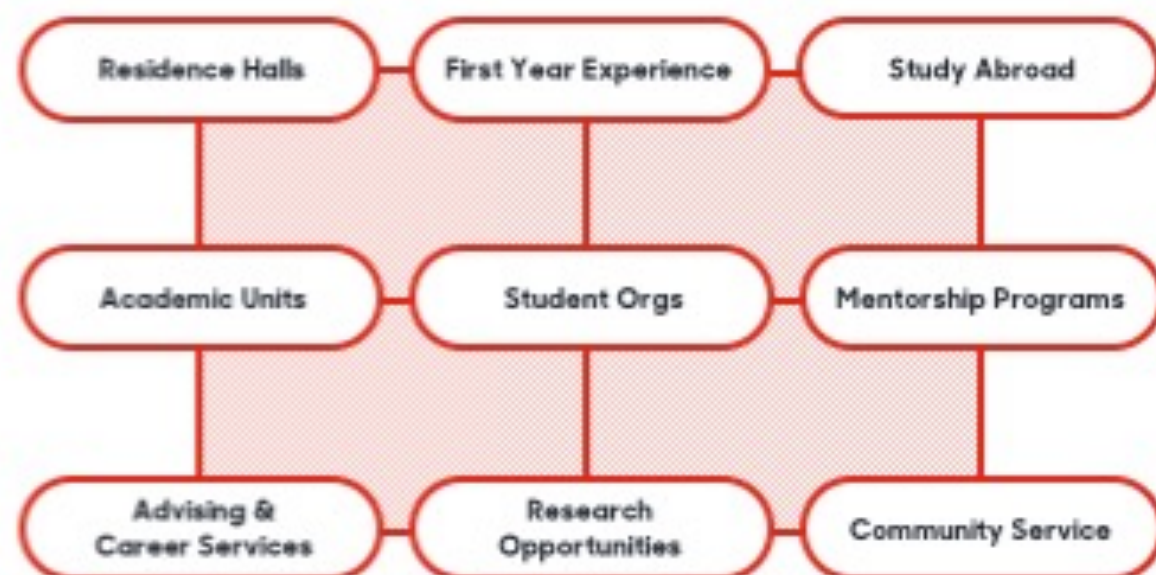 Residence Halls
First Year Experience
Study Abroad
Academic Units
Student Orgs
Mentorship Programs
Advising &
Career Services
Research
Opportunities
Community Service